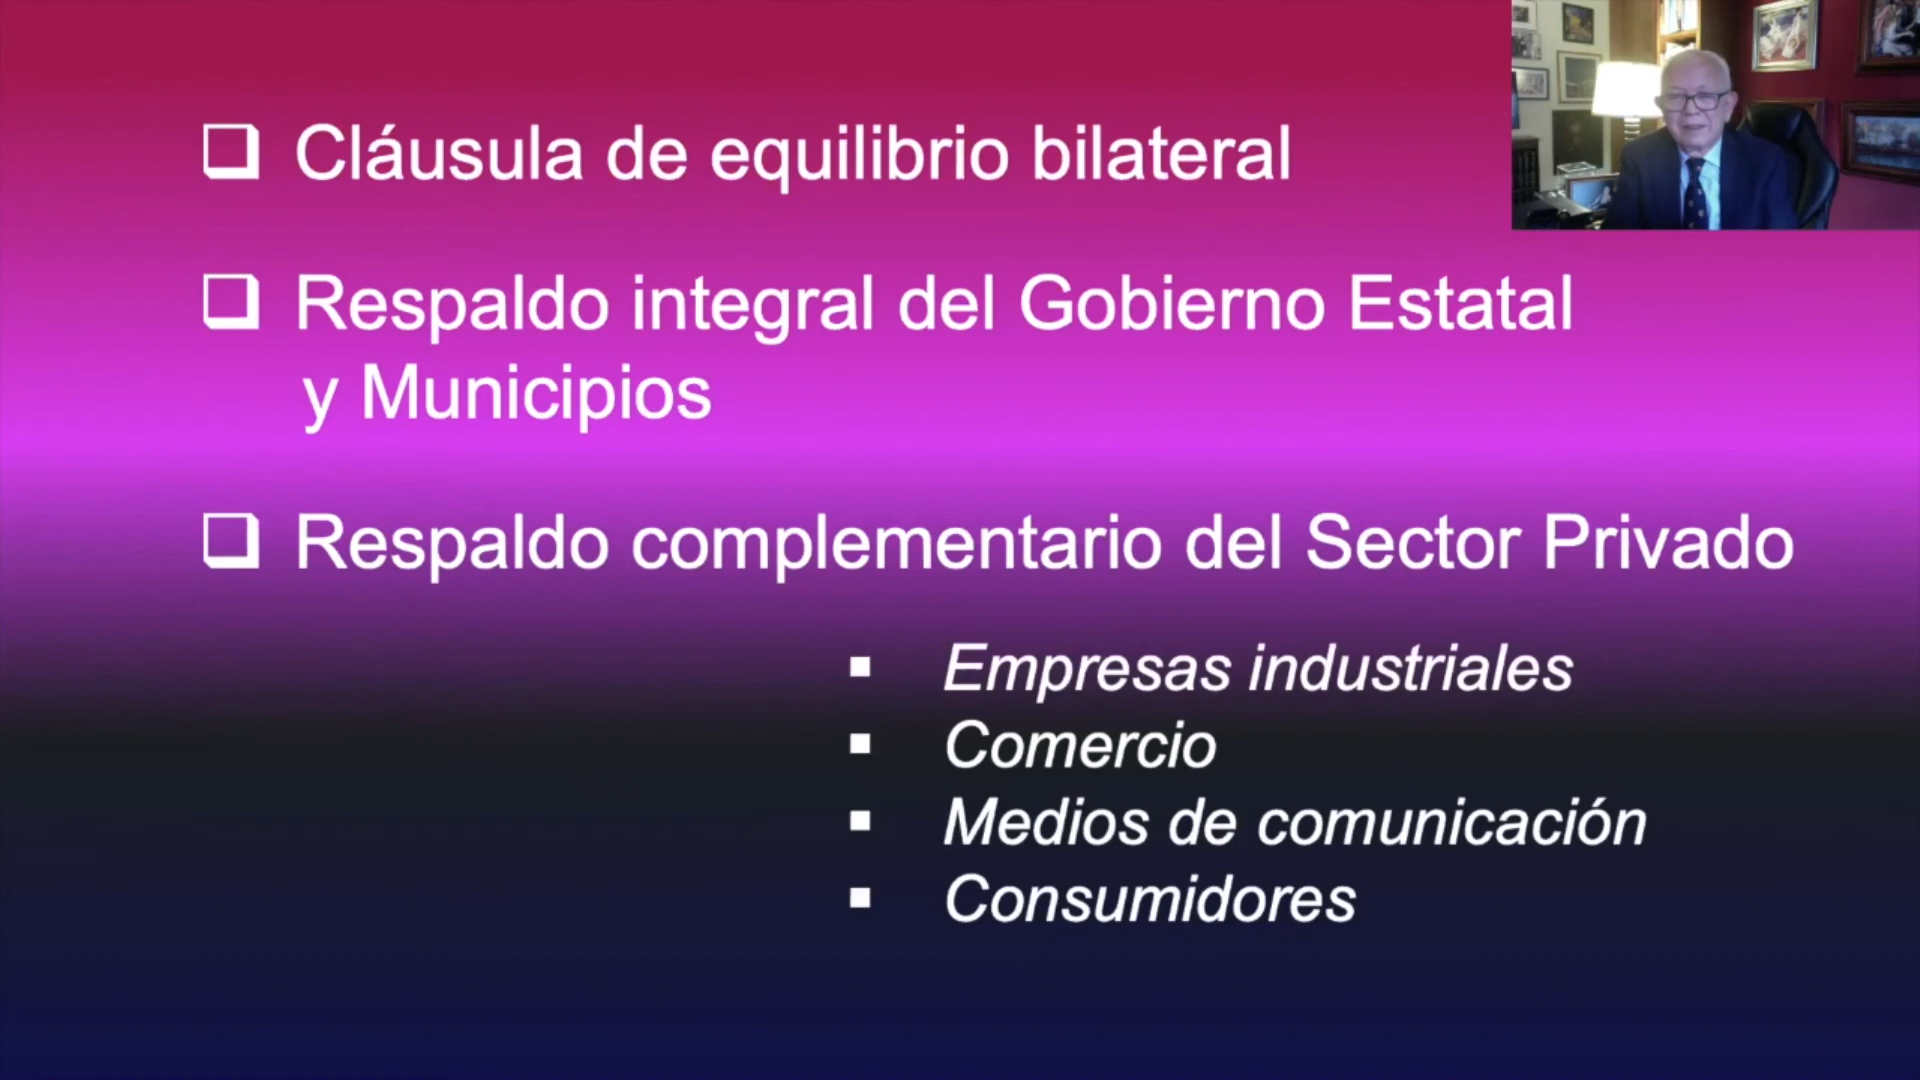 Cláusula de equilibrio bilateral
Respaldo integral del Gobierno Estatal
y Municipios
Respaldo complementario del Sector Privado
Empresas industriales
Comercio
Medios de comunicación
Consumidores